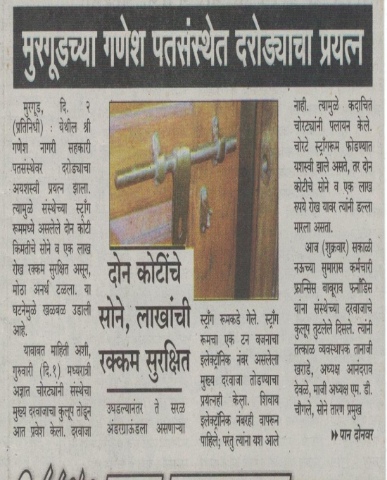 मुरगूडच्या गणेश पतसंस्थेत दरोड्याचा प्रयत्न
मुरगूड, दि. २
(प्रतिनिधी) : येथील श्री
गणेश नागरी सहकारी
पतसंस्थेवर दरोड्याचा
अयशस्वी प्रयत्न झाला.
त्यामुळे संस्थेच्या स्ट्राँग
रूममध्ये असलेले दोन कोटी
किमतीचे सोने व एक लाख
रोख रक्कम सुरक्षित असून,
मोठा अनर्थ टळला. या
घटनेमुळे खळबळ उडाली
आहे.
याबाबत माहिती अशी,
गुरुवारी (दि.१) मध्यरात्री
अज्ञात चोरट्यांनी संस्थेचा
मुख्य दरवाजाचा कुलूप तोडून
आत प्रवेश केला. दरवाजा
दोन कोटींचे
सोने, लाखांची
रक्कम सुरक्षित
उघडल्यानंतर ते सरळ
अंडरग्राऊंडला असणाऱ्या
स्ट्राँग रूमकडे गेले. स्ट्राँग
रूमचा एक टन वजनाचा
इलेक्ट्रॉनिक नंबर असलेला
मुख्य दरवाजा तोडण्याचा
प्रयत्नही केला. शिवाय
इलेक्ट्रॉनिक नंबरही वापरून
पाहिले; परंतु त्यांना यश आले
नाही. त्यामुळे कदाचित
चोरट्यांनी पलायन केले.
चोरटे स्ट्राँगरूम फोडण्यात
यशस्वी झाले असते, तर दोन
कोटीचे सोने व एक लाख
रुपये रोख यावर त्यांनी डल्ला
मारला असता.
आज (शुक्रवार) सकाळी
नऊच्या सुमारास कर्मचारी
फ्रान्सिस बाबूराव फर्नांडिस
यांना संस्थेच्या दरवाजाचे
कुलूप तुटलेले दिसले. त्यांनी
तत्काळ व्यवस्थापक तानाजी
खराडे, अध्यक्ष आनंदराव
देवळे, माजी अध्यक्ष एम. डी.
चौगले, सोने तारण प्रमुख
▶▶पान दोनवर